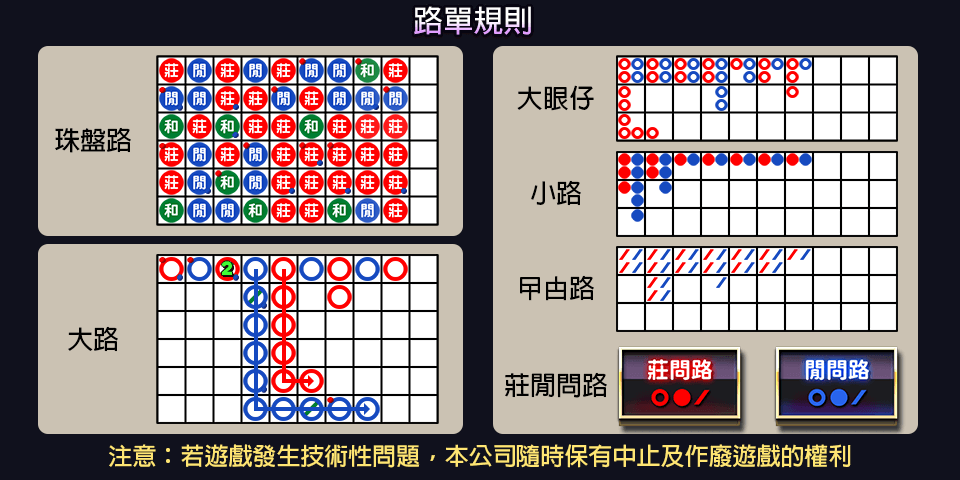 路單規則
珠盤路
莊 閒 莊 閒 莊 閒 閒 和 莊
閒 閒 莊 莊 閒 莊 閒 閒 閒
和 莊 和 莊 莊 和 莊 莊 莊
莊 閒 莊 閒 莊 莊 莊 莊 莊
莊 閒 和 閒 莊 莊 莊 莊 莊
和 閒 閒 和 莊 莊 和 閒 莊
大路
2
大眼仔
小路
曱甴路
莊閒問路
莊問路
閒問路
注意：若遊戲發生技術性問題，本公司隨時保有中止及作廢遊戲的權利